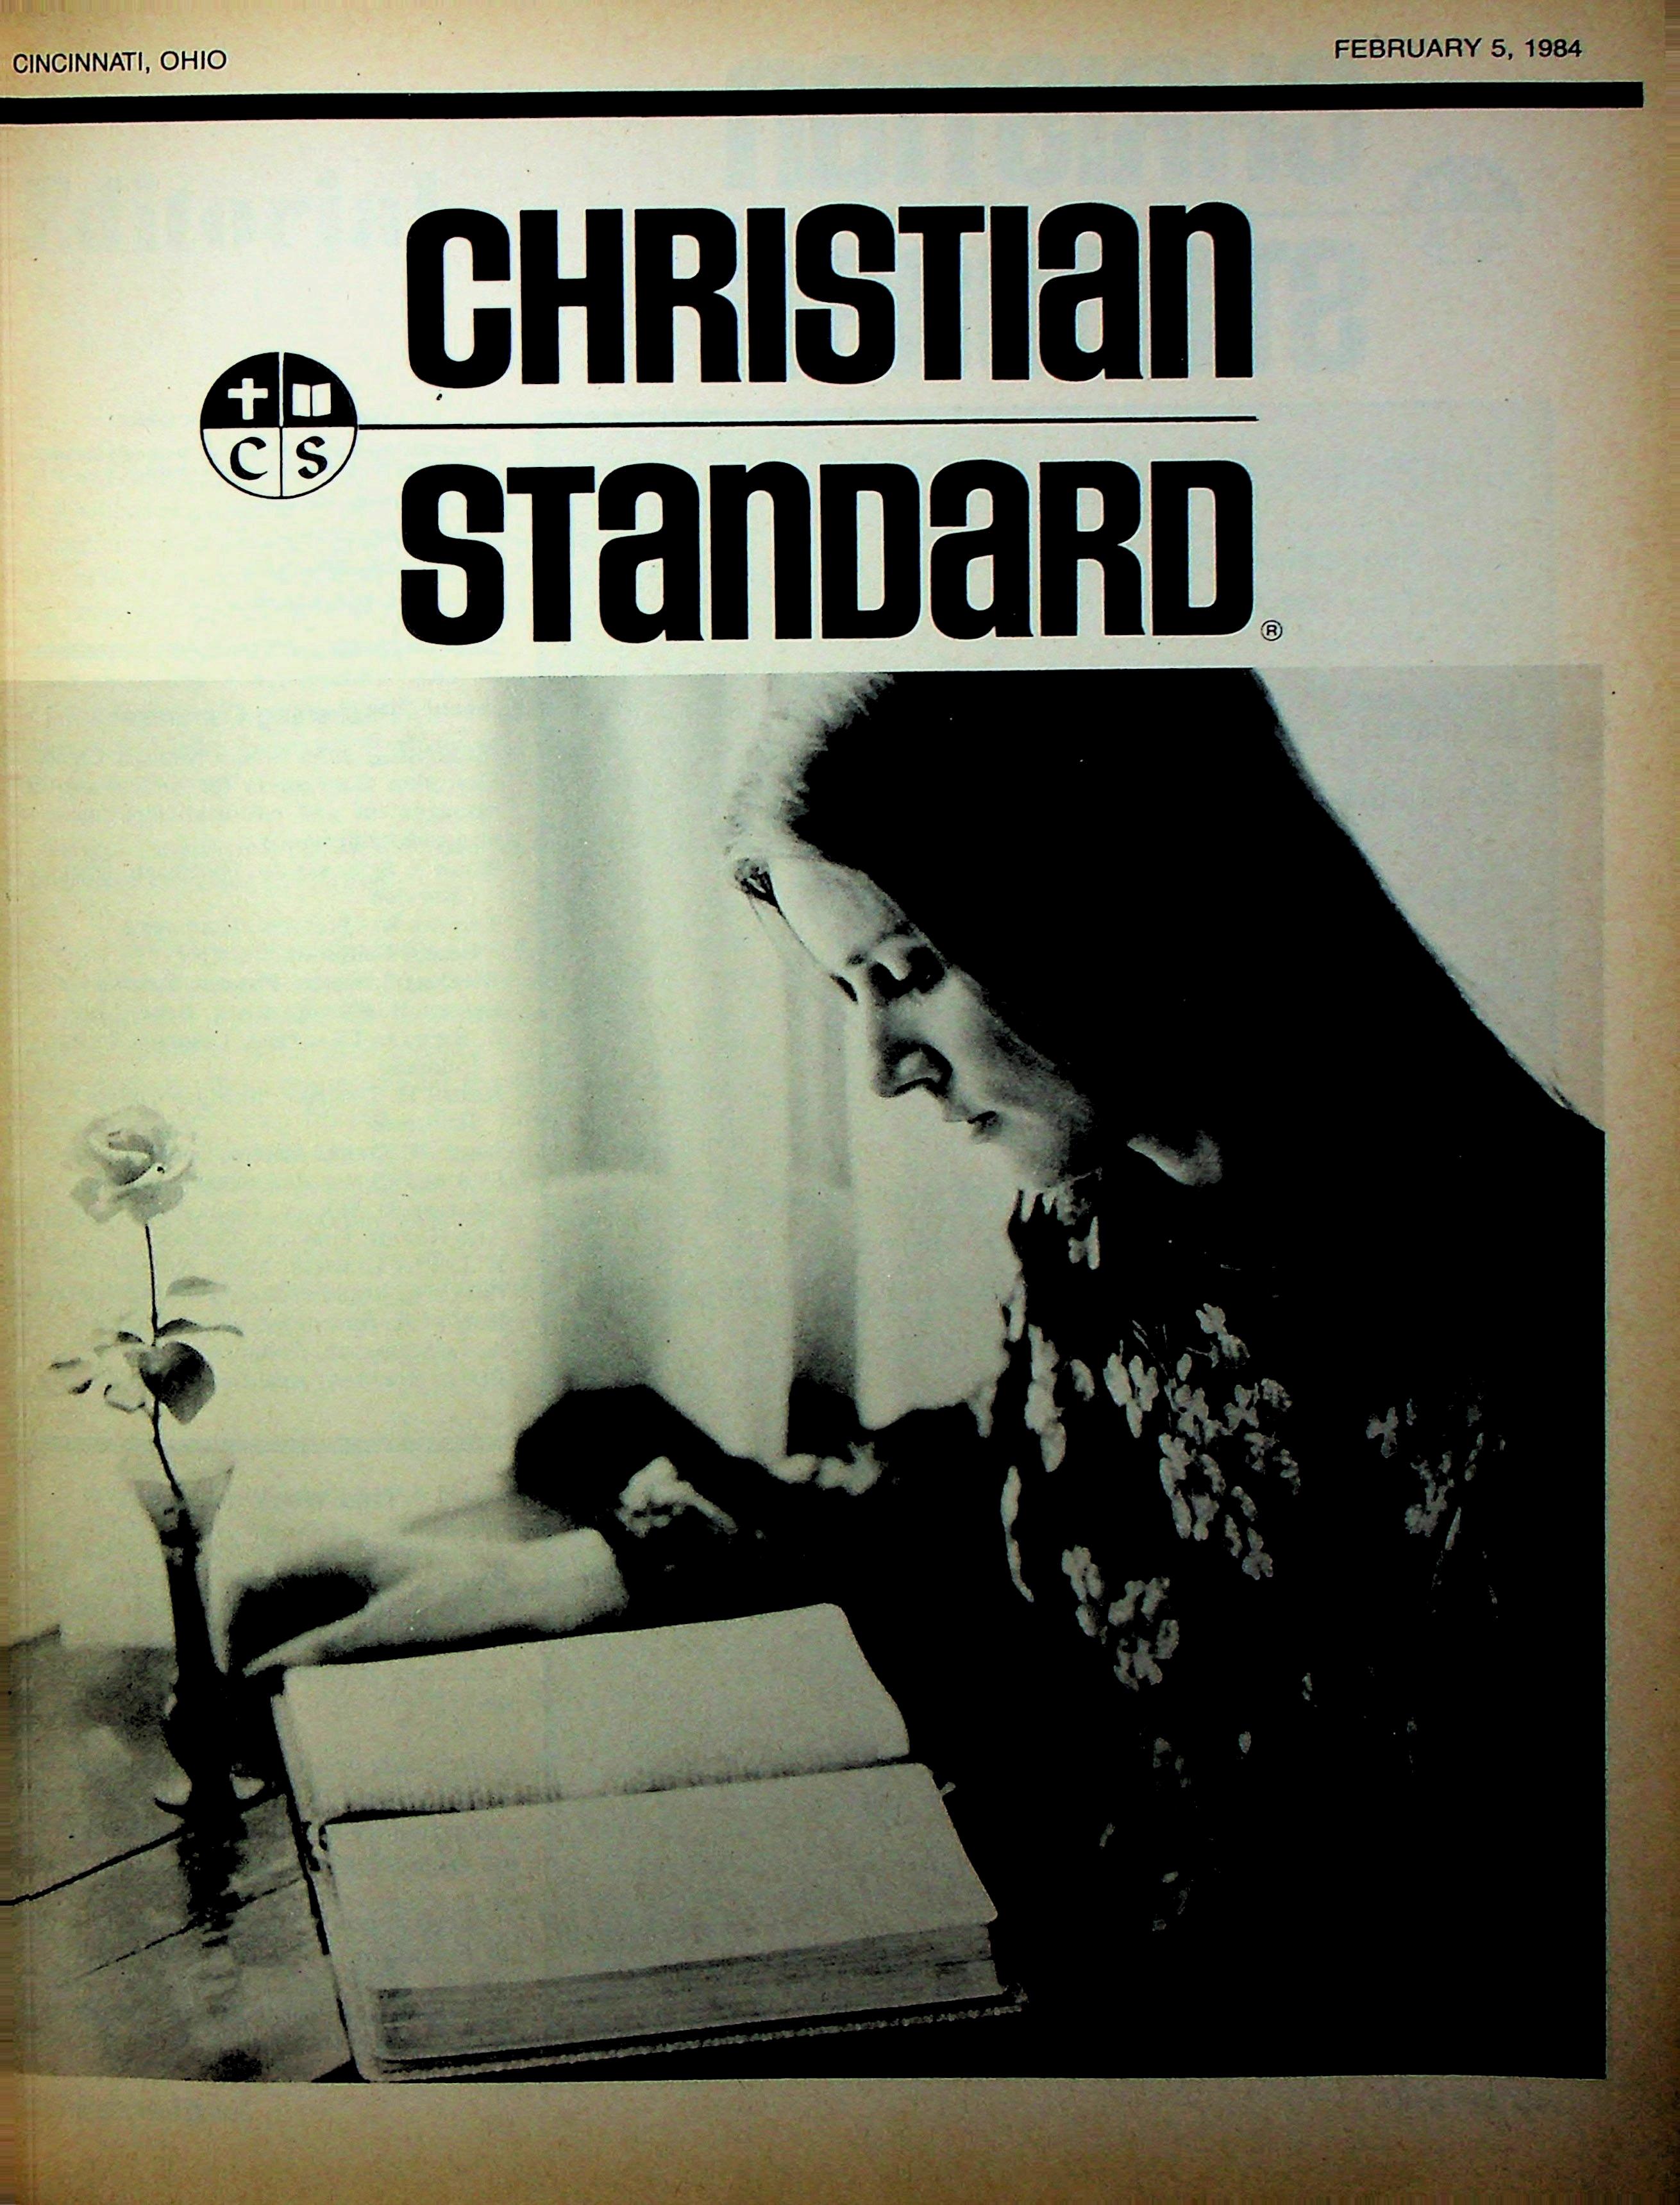 CINCINNATI, OHIO
FEBRUARY 5, 1984
CHRISTIan
C S
STanDaRD®